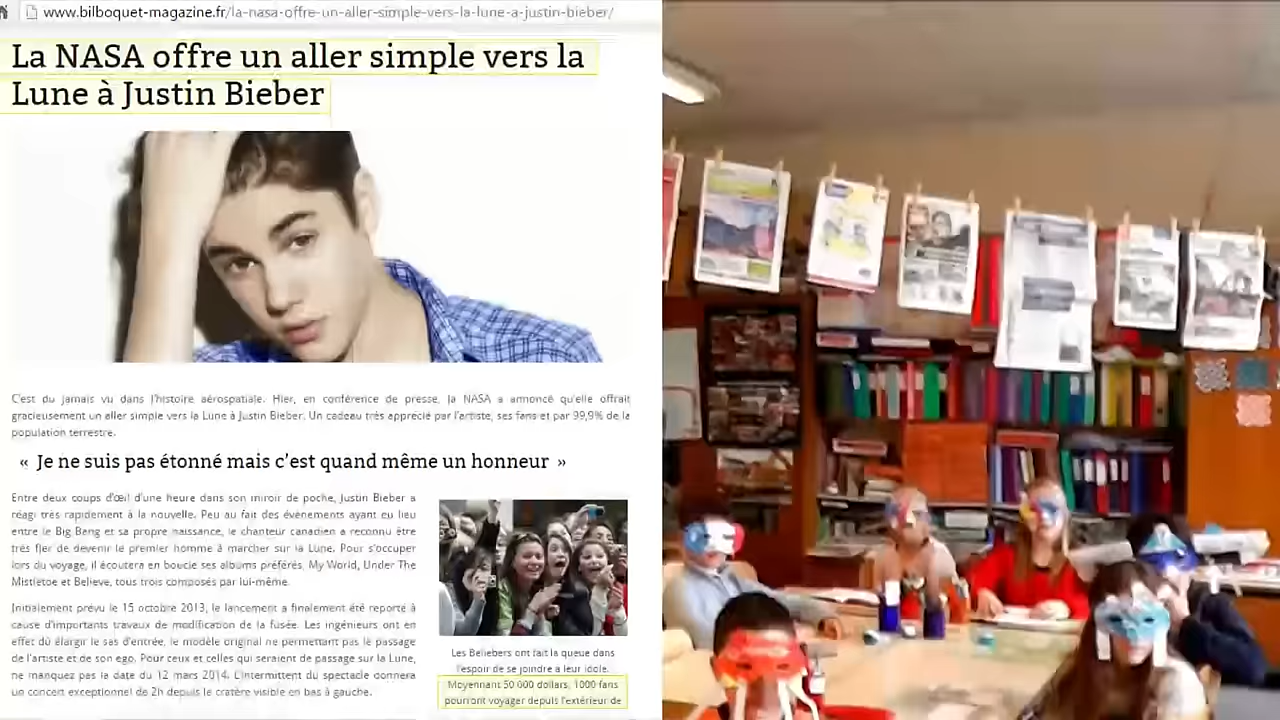 www.bilboquet-magazine.fr/la-nasa-offre-un-aller-simple-vers-la-lune-a-justin-bieber/
La NASA offre un aller simple vers la
Lune à Justin Bieber
C'est du jamais vu dans l'histoire aérospatiale. Hier, en conférence de presse, la NASA a annoncé qu'elle offrait
gracieusement un aller simple vers la Lune à Justin Bieber. Un cadeau très apprécié par l'artiste, ses fans et par 99,9% de la
population terrestre.
« Je ne suis pas étonné mais c'est quand même un honneur »
Entre deux coups d'œil d'une heure dans son miroir de poche, Justin Bieber a
réagi très rapidement à la nouvelle. Peu au fait des évènements ayant eu lieu
entre le Big Bang et sa propre naissance, le chanteur canadien a reconnu être
très fier de devenir le premier homme à marcher sur la Lune. Pour s'occuper
lors du voyage, il écoutera en boucle ses albums préférés, My World, Under The
Mistletoe et Believe, tous trois composés par lui-même.
Initialement prévu le 15 octobre 2013, le lancement a finalement été reporté à
cause d'importants travaux de modification de la fusée. Les ingénieurs ont en
effet dû élargir le sas d'entrée, le modèle original ne permettant pas le passage
de l'artiste et de son ego. Pour ceux et celles qui seraient de passage sur la Lune,
ne manquez pas la date du 12 mars 2014. L'intermittent du spectacle donnera
un concert exceptionnel de 2h depuis le cratère visible en bas à gauche.
Les Beliebers ont fait la queue dans
l'espoir de se joindre à leur idole.
Moyennant 50 000 dollars, 1000 fans
pourront voyager depuis l'extérieur de